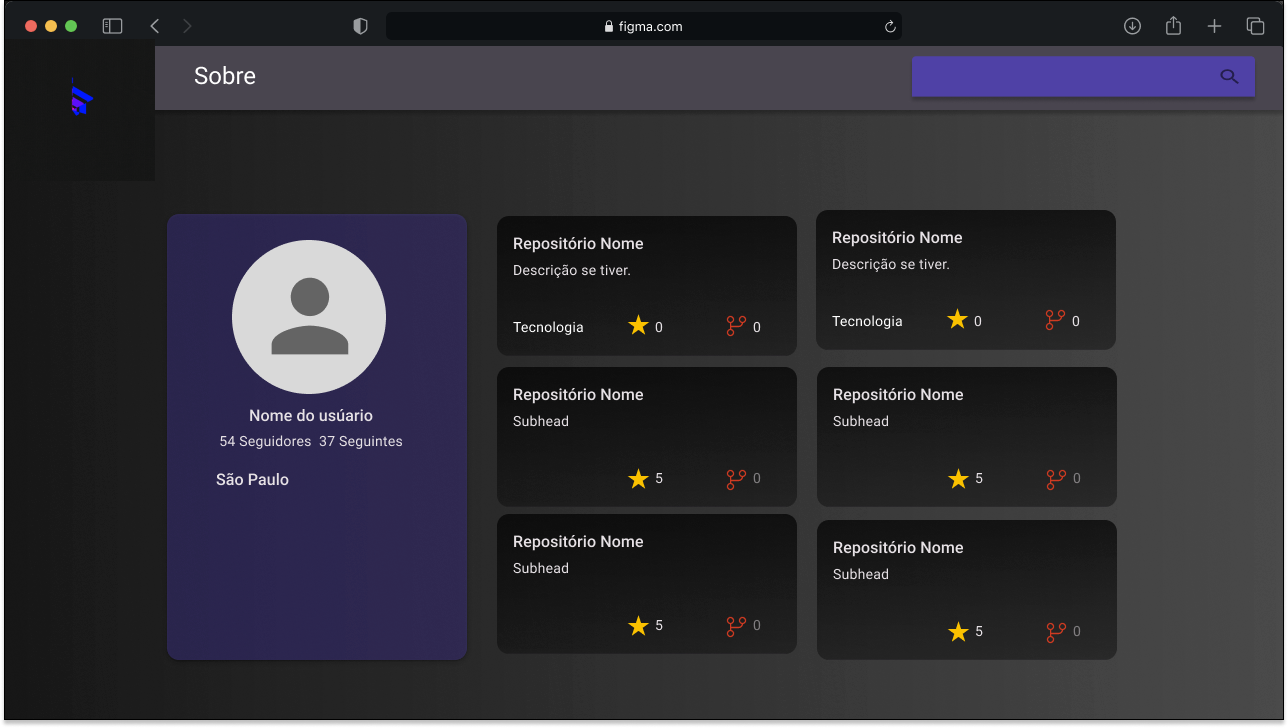 figma.com
Sobre
Nome do usúario
54 Seguidores 37 Seguintes
São Paulo
Repositório Nome
Descrição se tiver.
Tecnologia 0 0
Repositório Nome
Descrição se tiver.
Tecnologia 0 0
Repositório Nome
Subhead
5 0
Repositório Nome
Subhead
5 0
Repositório Nome
Subhead
5 0
Repositório Nome
Subhead
5 0